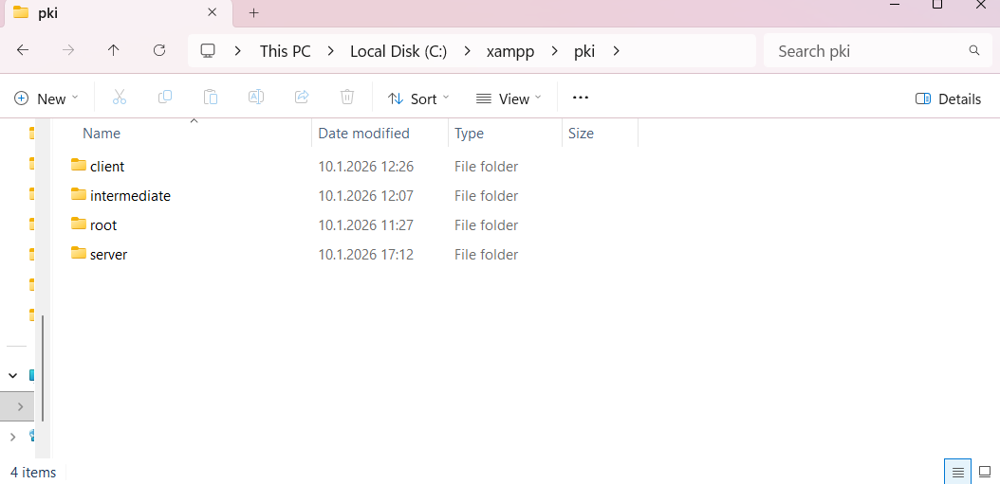 pki
This PC > Local Disk (C:) > xampp > pki >
Search pki
New
Sort
View
Details
Name Date modified Type Size
client 10.1.2026 12:26 File folder
intermediate 10.1.2026 12:07 File folder
root 10.1.2026 11:27 File folder
server 10.1.2026 17:12 File folder
4 items